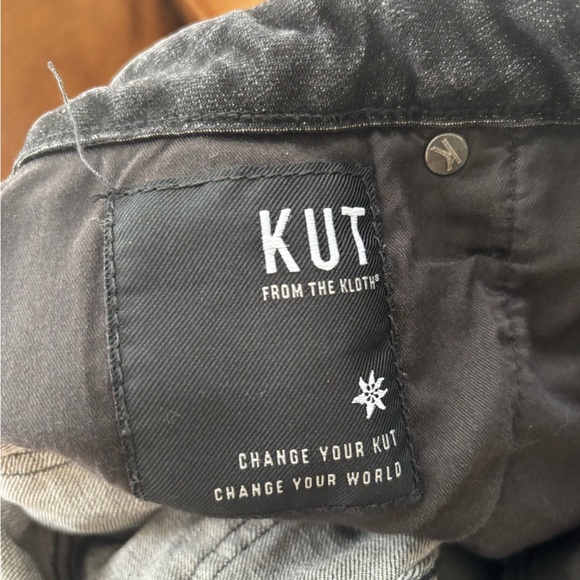 KUT
FROM THE KLOTH®
CHANGE YOUR KUT
CHANGE YOUR WORLD
K